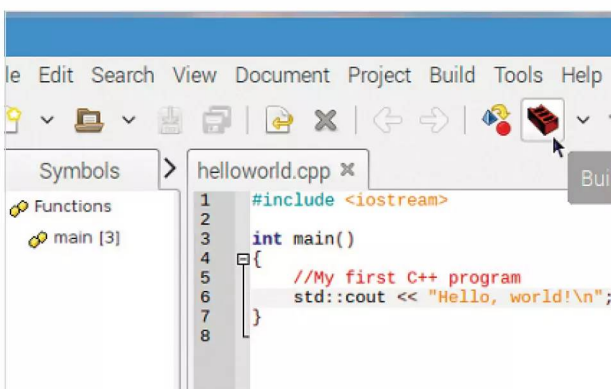 le Edit Search View Document Project Build Tools Help
Symbols
helloworld.cpp
Bui
Functions
main [3]
1 #include <iostream>
2
3 int main()
4 {
5 //My first C++ program
6 std::cout << "Hello, world!\n";
7 }
8